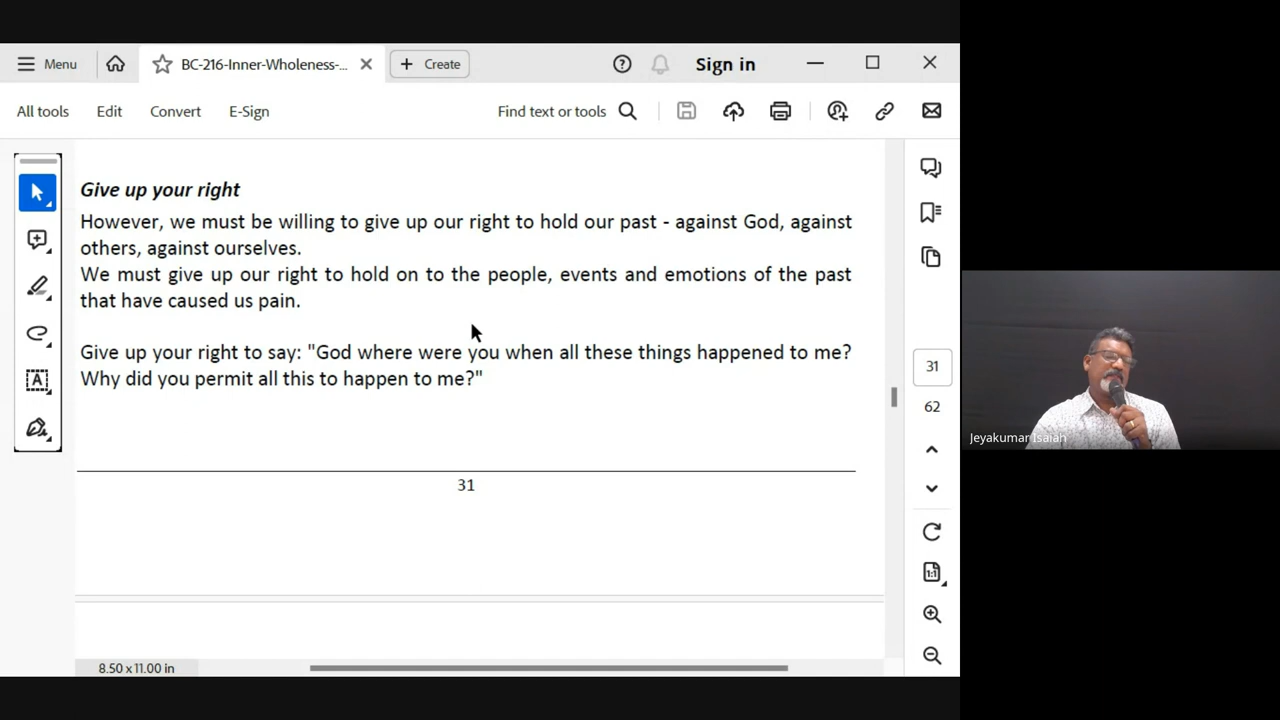 Menu
BC-216-Inner-Wholeness-...
Create
Sign in
All tools
Edit
Convert
E-Sign
Find text or tools
Give up your right
However, we must be willing to give up our right to hold our past - against God, against
others, against ourselves.
We must give up our right to hold on to the people, events and emotions of the past
that have caused us pain.
Give up your right to say: "God where were you when all these things happened to me?
Why did you permit all this to happen to me?"
31
31
62
8.50 x 11.00 in
Jeyakumar Isaiah